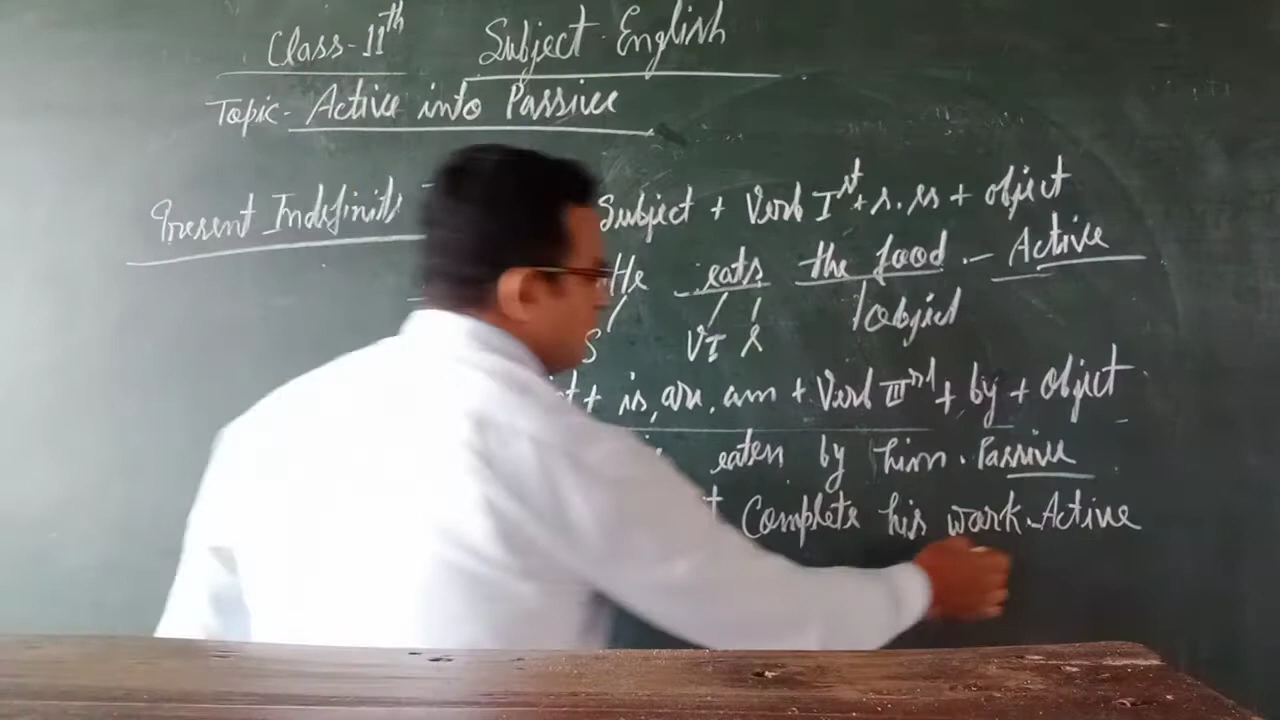 Class-11th Subject-English
Topic- Active into Passive
Present Indefinite - Subject + Verb Ist + s.es + object
He eats the food - Active
S VI s object
+ is, are, am + Verb IIIrd + by + object
eaten by him. Passive
Complete his work. Active